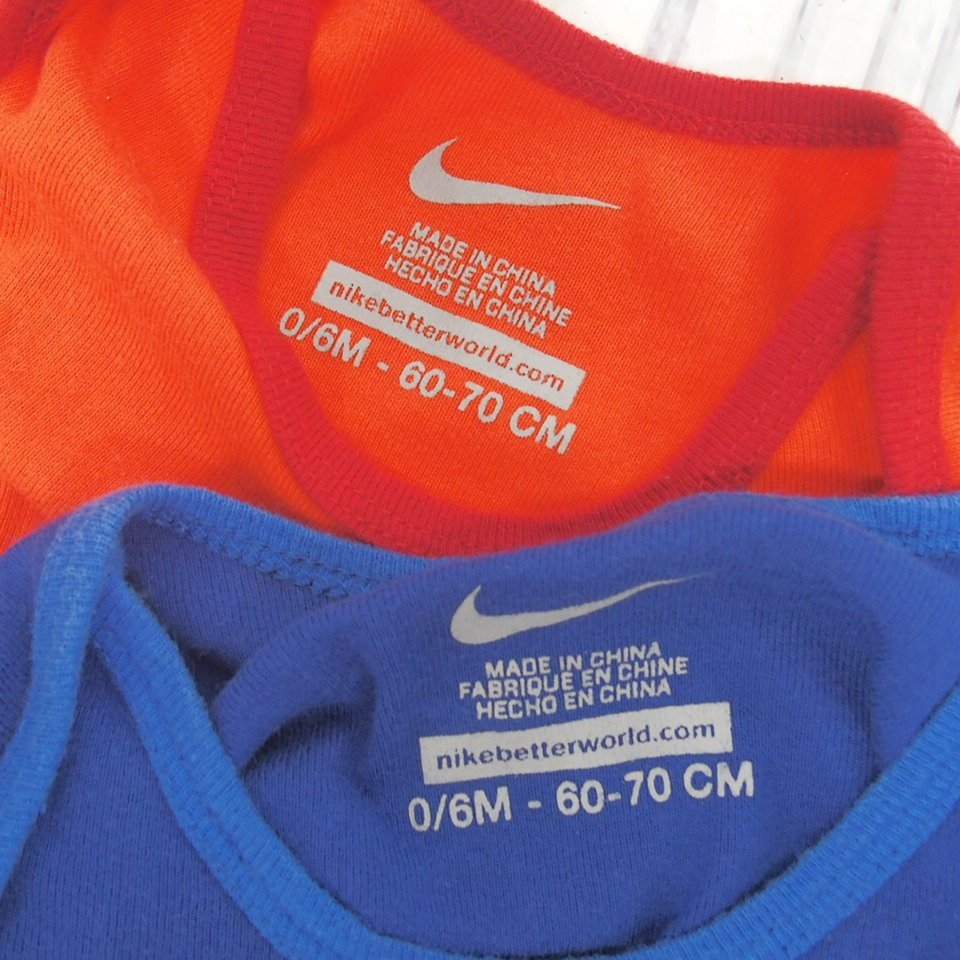 MADE IN CHINA
FABRIQUE EN CHINE
HECHO EN CHINA
nikebetterworld.com
0/6M - 60-70 CM
MADE IN CHINA
FABRIQUE EN CHINE
HECHO EN CHINA
nikebetterworld.com
0/6M - 60-70 CM